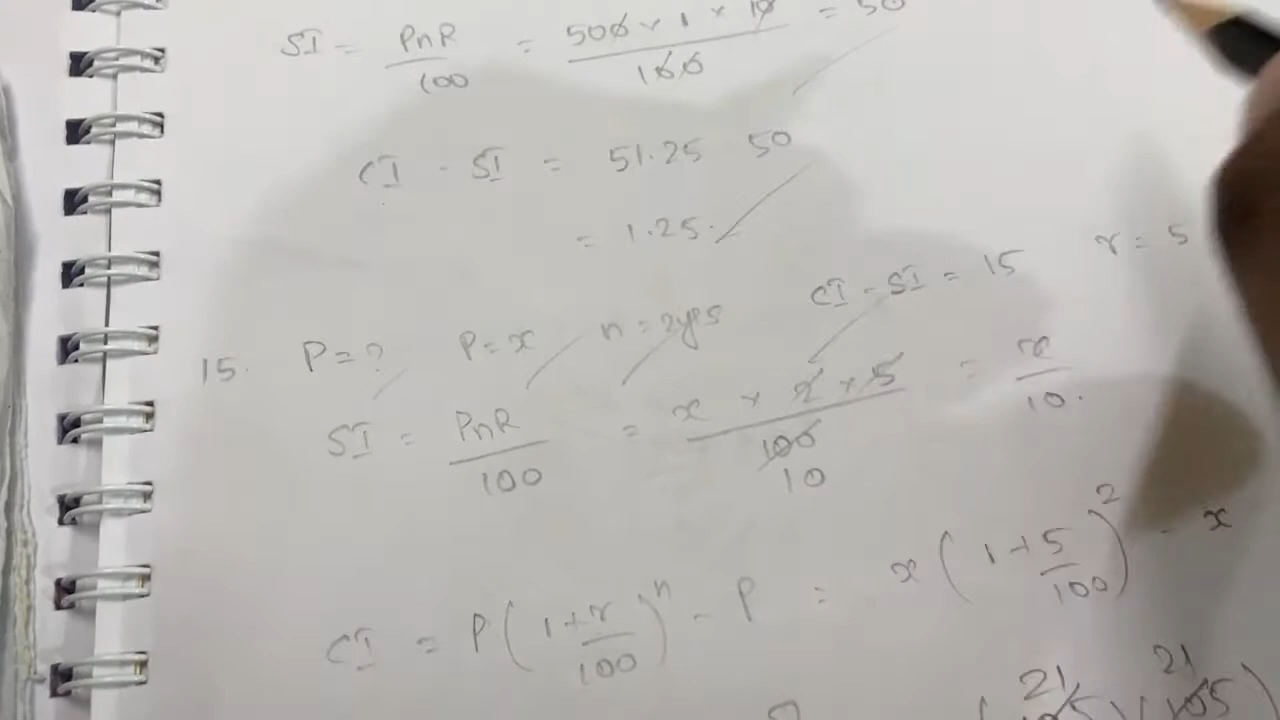 SI = PnR/100 = 500 × 1 × 10/100 = 50
CI - SI = 51.25 50
= 1.25.
CI - SI = 15 r = 5
15. P = ? P = x n = 2yrs
SI = PnR/100 = x × 2 × 5/100 10 = x/10.
CI = P(1 + r/100)^n - P = x(1 + 5/100)^2 - x
21 21
105